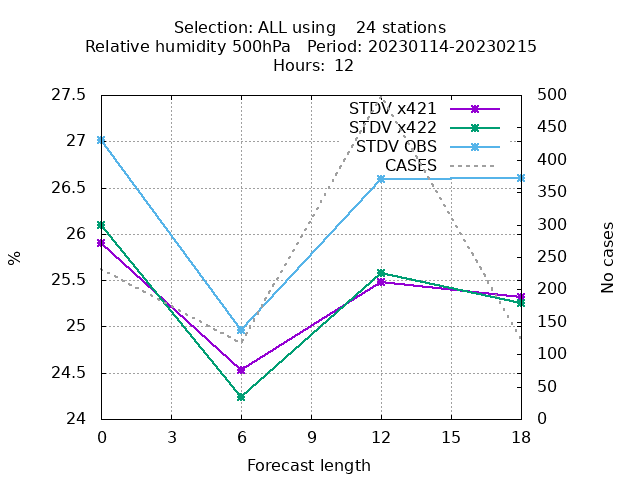 Selection: ALL using    24 stations
Relative humidity 500hPa   Period: 20230114-20230215
Hours:  12
27.5
27
26.5
26
25.5
25
24.5
24
%
500
450
400
350
300
250
200
150
100
50
0
No cases
STDV x421
STDV x422
STDV OBS
CASES
0 3 6 9 12 15 18
Forecast length